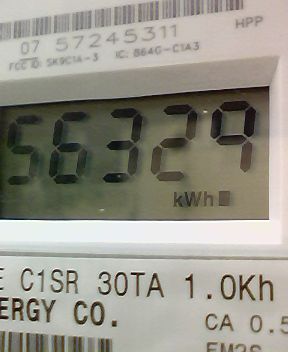 HPP
07 57245311
FCC ID: SK9C1A-3 IC: 864G-C1A3
56329
kWh
E C1SR 30TA 1.0Kh
ERGY CO.
CA 0.5
EM2S